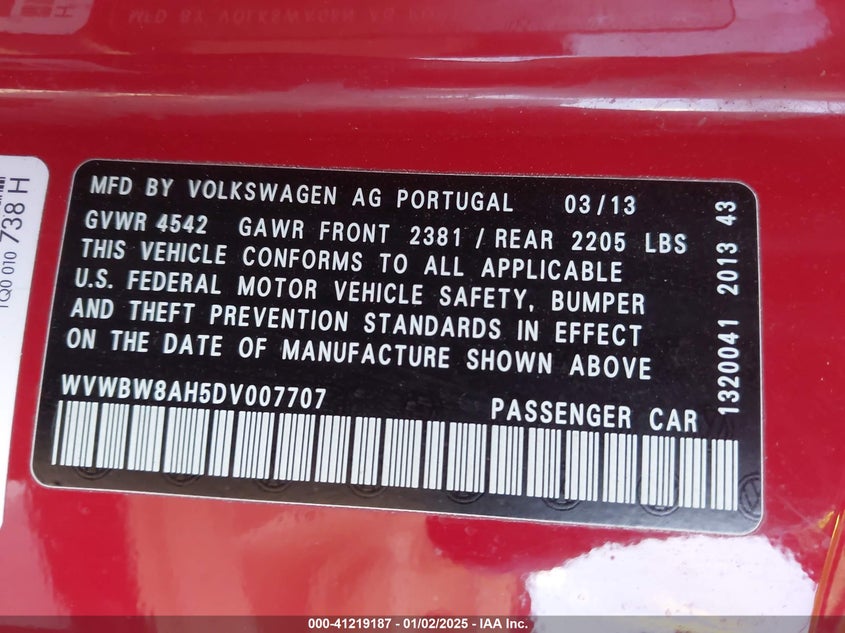 MFD BY VOLKSWAGEN AG PORTUGAL 03/13
GVWR 4542 GAWR FRONT 2381 / REAR 2205 LBS
THIS VEHICLE CONFORMS TO ALL APPLICABLE
U.S. FEDERAL MOTOR VEHICLE SAFETY, BUMPER
AND THEFT PREVENTION STANDARDS IN EFFECT
ON THE DATE OF MANUFACTURE SHOWN ABOVE
WVWBW8AH5DV007707 PASSENGER CAR
1320041 2013 43
1Q0 010 738 H
000-41219187 - 01/02/2025 - IAA Inc.